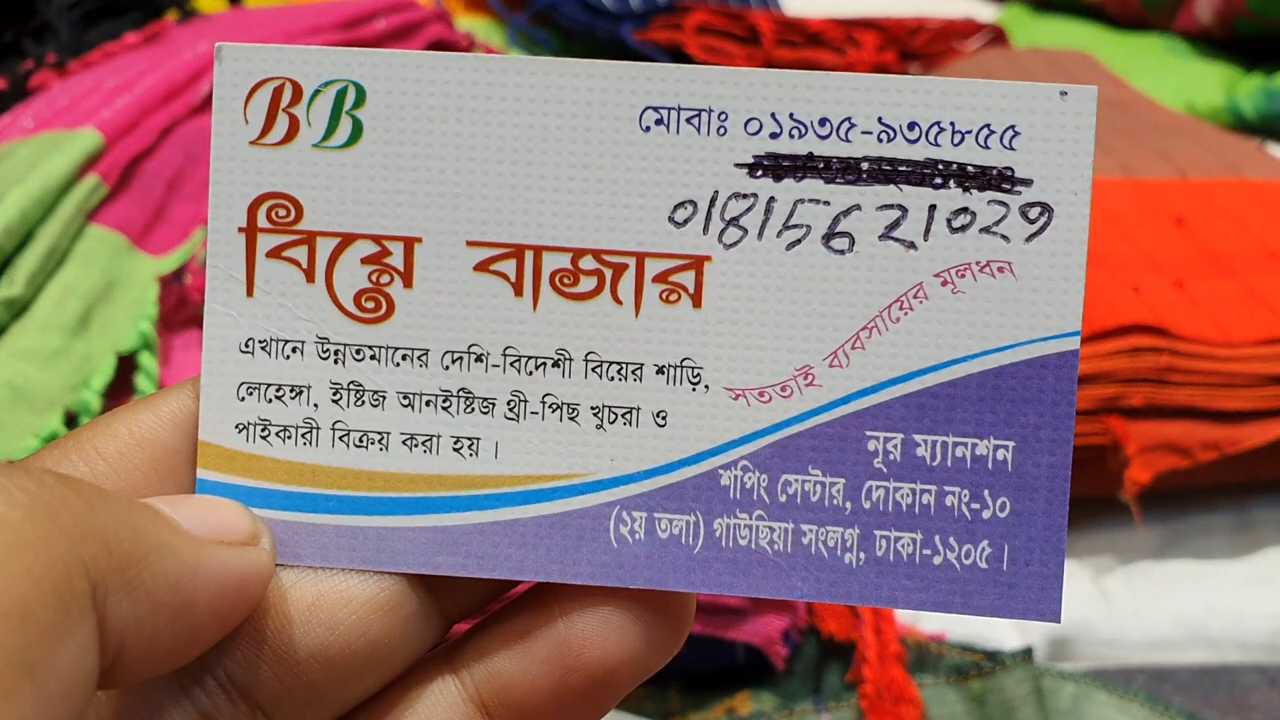 BB
মোবাঃ ০১৯৩৫-৯৩৫৮৫৫
01815621029
বিয়ে বাজার
সততাই ব্যবসায়ের মূলধন
এখানে উন্নতমানের দেশি-বিদেশী বিয়ের শাড়ি,
লেহেঙ্গা, ইষ্টিজ আনইষ্টিজ থ্রী-পিছ খুচরা ও
পাইকারী বিক্রয় করা হয় ।
নূর ম্যানশন
শপিং সেন্টার, দোকান নং-১০
(২য় তলা) গাউছিয়া সংলগ্ন, ঢাকা-১২০৫ ।